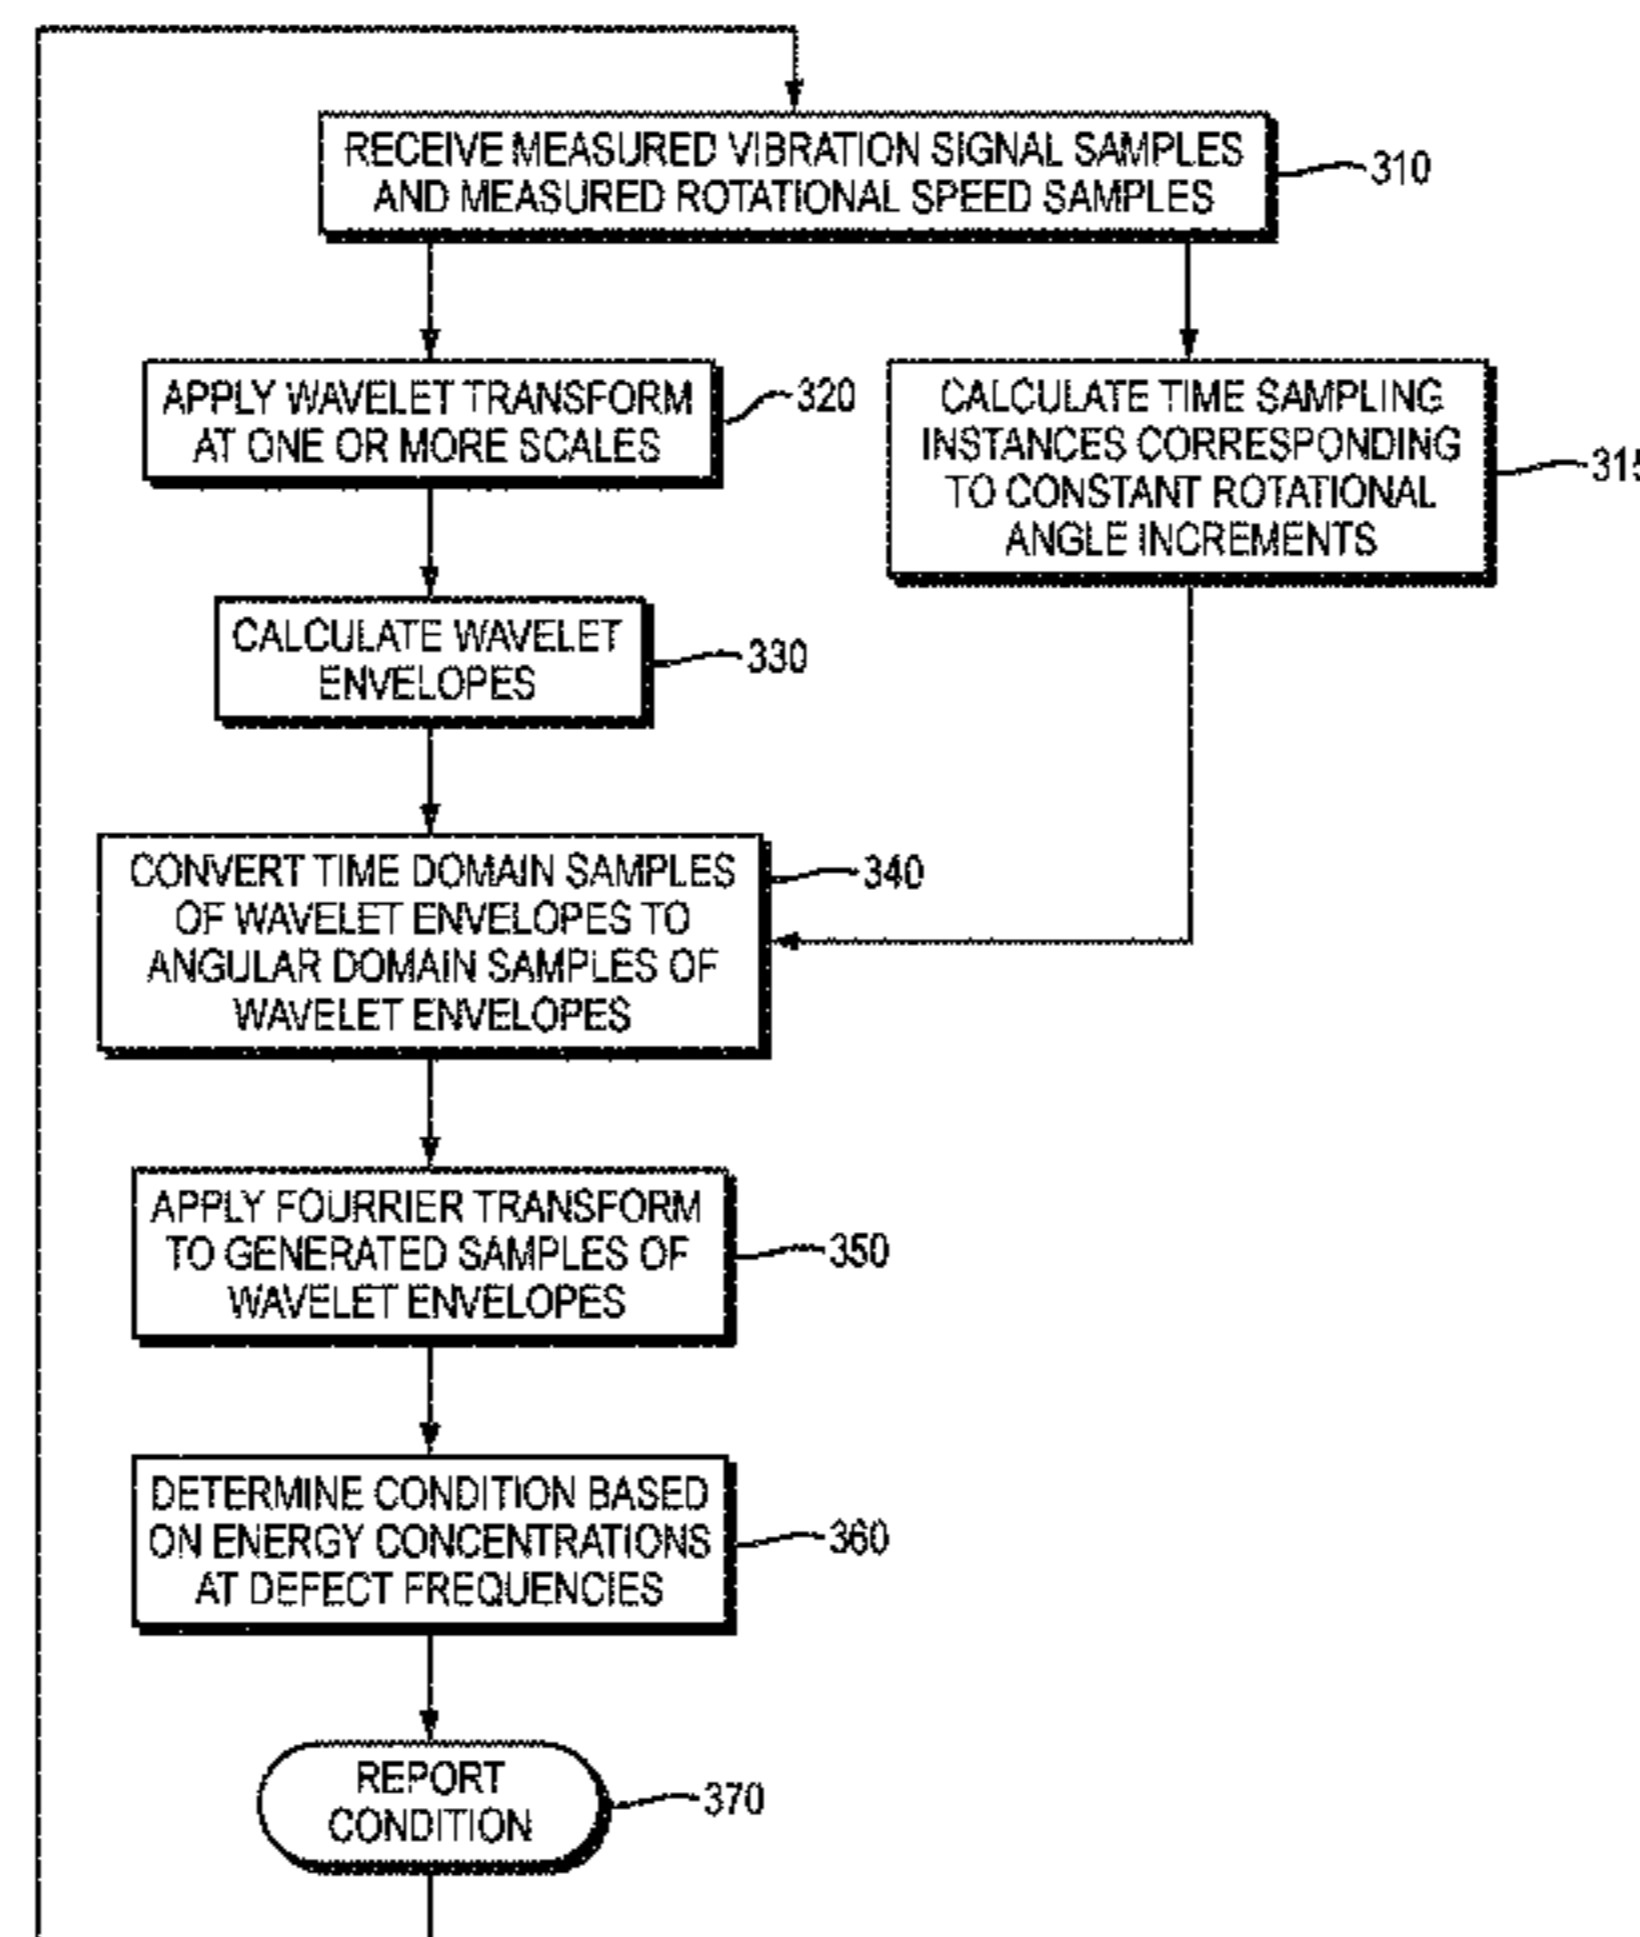 RECEIVE MEASURED VIBRATION SIGNAL SAMPLES
AND MEASURED ROTATIONAL SPEED SAMPLES
310
APPLY WAVELET TRANSFORM
AT ONE OR MORE SCALES
320
CALCULATE TIME SAMPLING
INSTANCES CORRESPONDING
TO CONSTANT ROTATIONAL
ANGLE INCREMENTS
315
CALCULATE WAVELET
ENVELOPES
330
CONVERT TIME DOMAIN SAMPLES
OF WAVELET ENVELOPES TO
ANGULAR DOMAIN SAMPLES OF
WAVELET ENVELOPES
340
APPLY FOURRIER TRANSFORM
TO GENERATED SAMPLES OF
WAVELET ENVELOPES
350
DETERMINE CONDITION BASED
ON ENERGY CONCENTRATIONS
AT DEFECT FREQUENCIES
360
REPORT
CONDITION
370